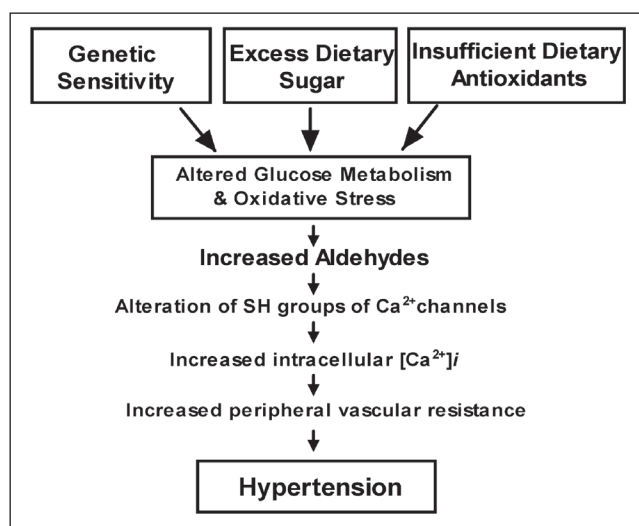 Genetic
Sensitivity
Excess Dietary
Sugar
Insufficient Dietary
Antioxidants
Altered Glucose Metabolism
& Oxidative Stress
Increased Aldehydes
Alteration of SH groups of Ca²⁺channels
Increased intracellular [Ca²⁺]i
Increased peripheral vascular resistance
Hypertension